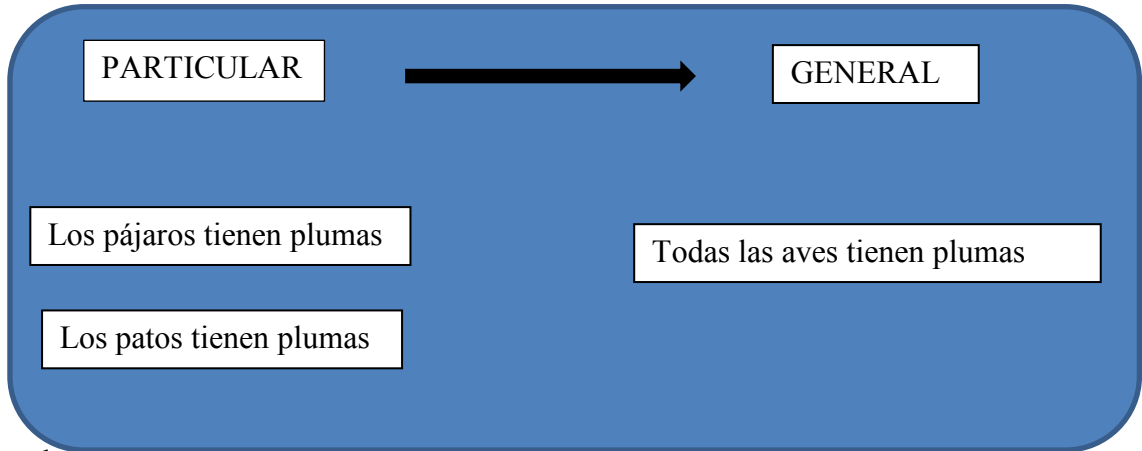 PARTICULAR
GENERAL
Los pájaros tienen plumas
Todas las aves tienen plumas
Los patos tienen plumas